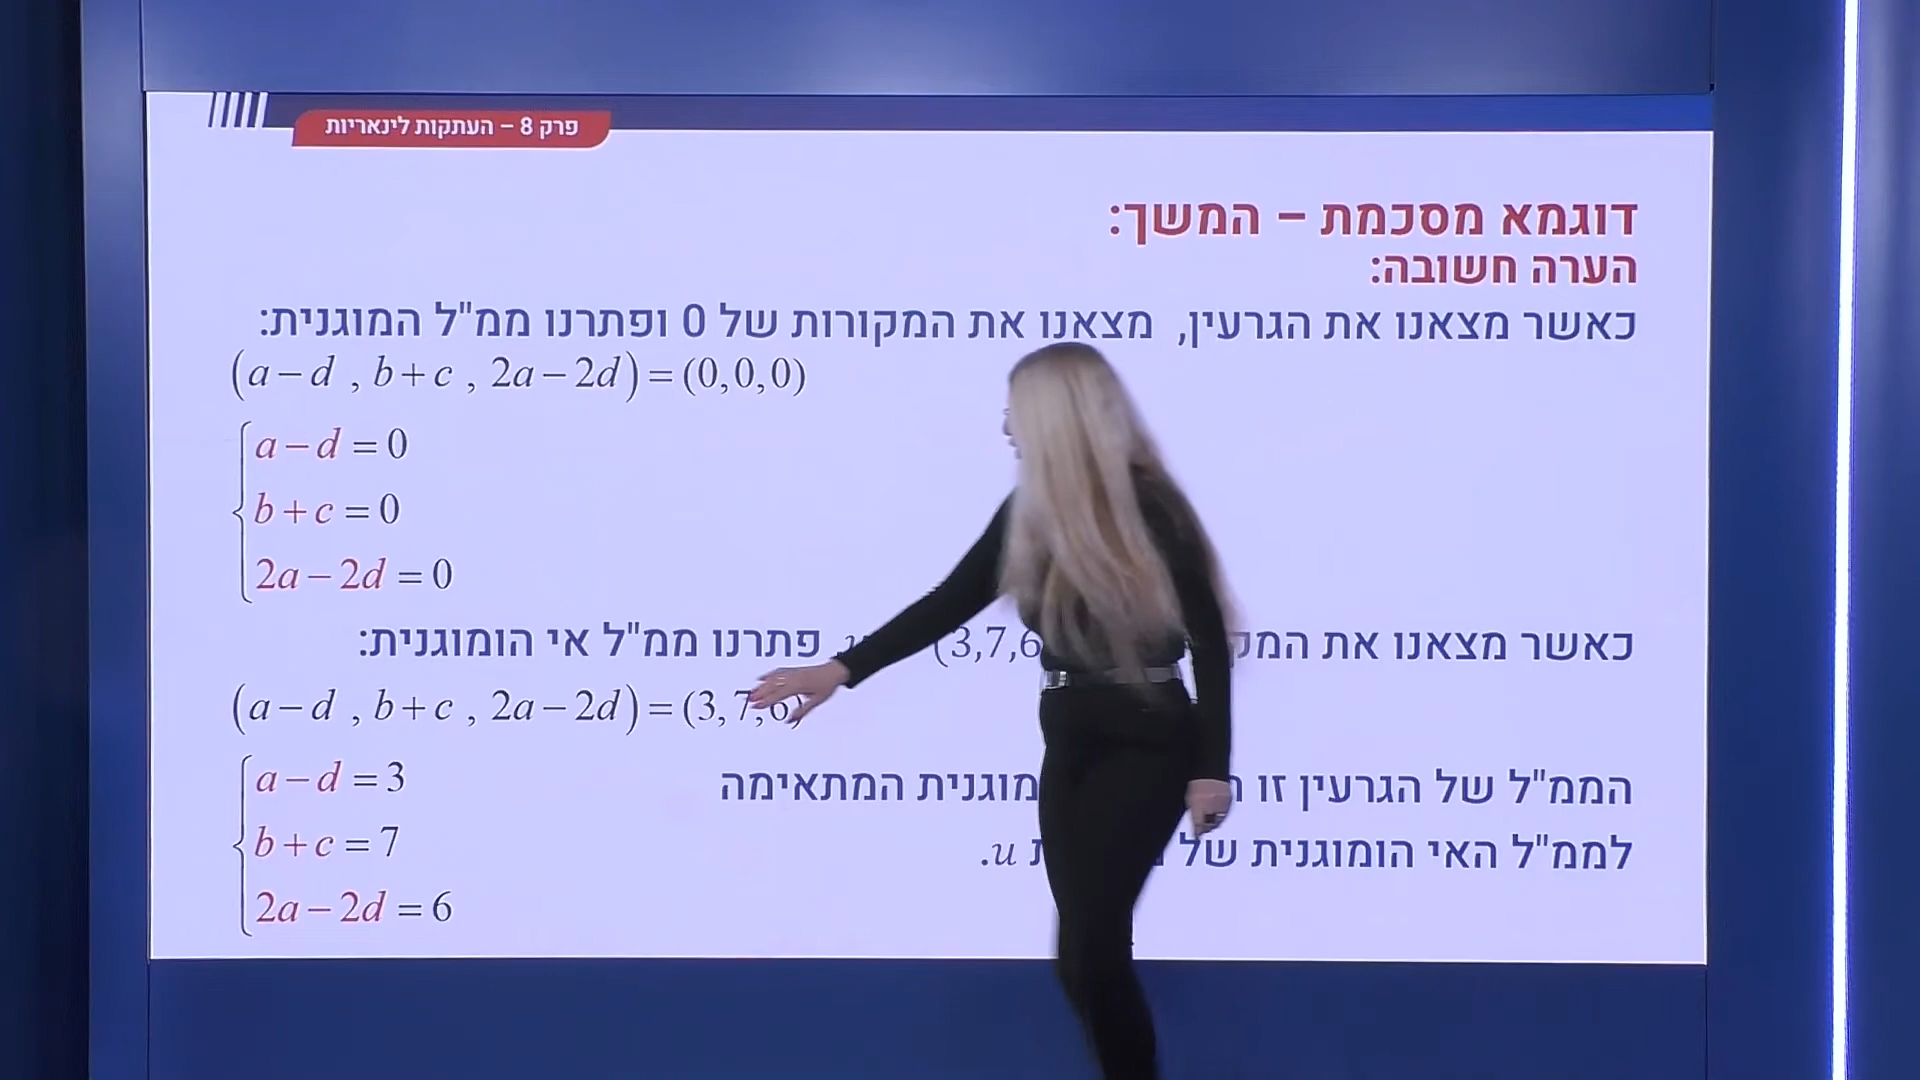 פרק 8 – העתקות לינאריות
דוגמא מסכמת – המשך:
הערה חשובה:
כאשר מצאנו את הגרעין, מצאנו את המקורות של 0 ופתרנו ממ"ל המוגנית:
(a−d , b+c , 2a−2d)=(0,0,0)
a−d=0
b+c=0
2a−2d=0
כאשר מצאנו את (3,7,6 פתרנו ממ"ל אי הומוגנית:
(a−d , b+c , 2a−2d)=(3,7,6)
a−d=3
b+c=7
2a−2d=6
הממ"ל של הגרעין זו המתאימה
לממ"ל האי הומוגנית של u.